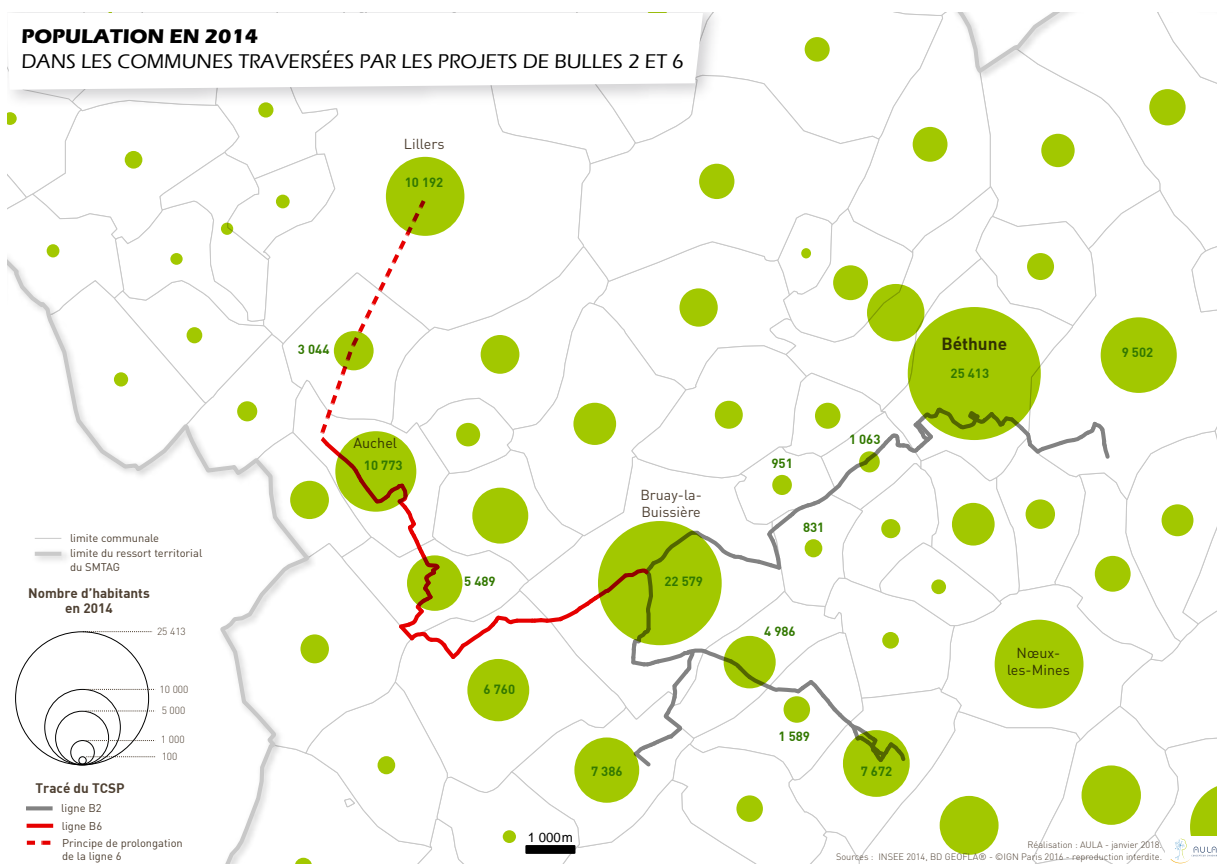 POPULATION EN 2014
DANS LES COMMUNES TRAVERSÉES PAR LES PROJETS DE BULLES 2 ET 6
Lillers
10 192
3 044
Béthune
25 413
9 502
Auchel
10 773
1 063
951
Bruay-la-
Buissière
831
22 579
5 489
4 986
Nœux-
les-Mines
6 760
1 589
7 386
7 672
limite communale
limite du ressort territorial
du SMTAG
Nombre d'habitants
en 2014
25 413
10 000
5 000
1 000
100
Tracé du TCSP
ligne B2
ligne B6
Principe de prolongation
de la ligne 6
1 000m
Réalisation : AULA - janvier 2018.
Sources : INSEE 2014, BD GEOFLA® - ©IGN Paris 2016 - reproduction interdite.
AULA